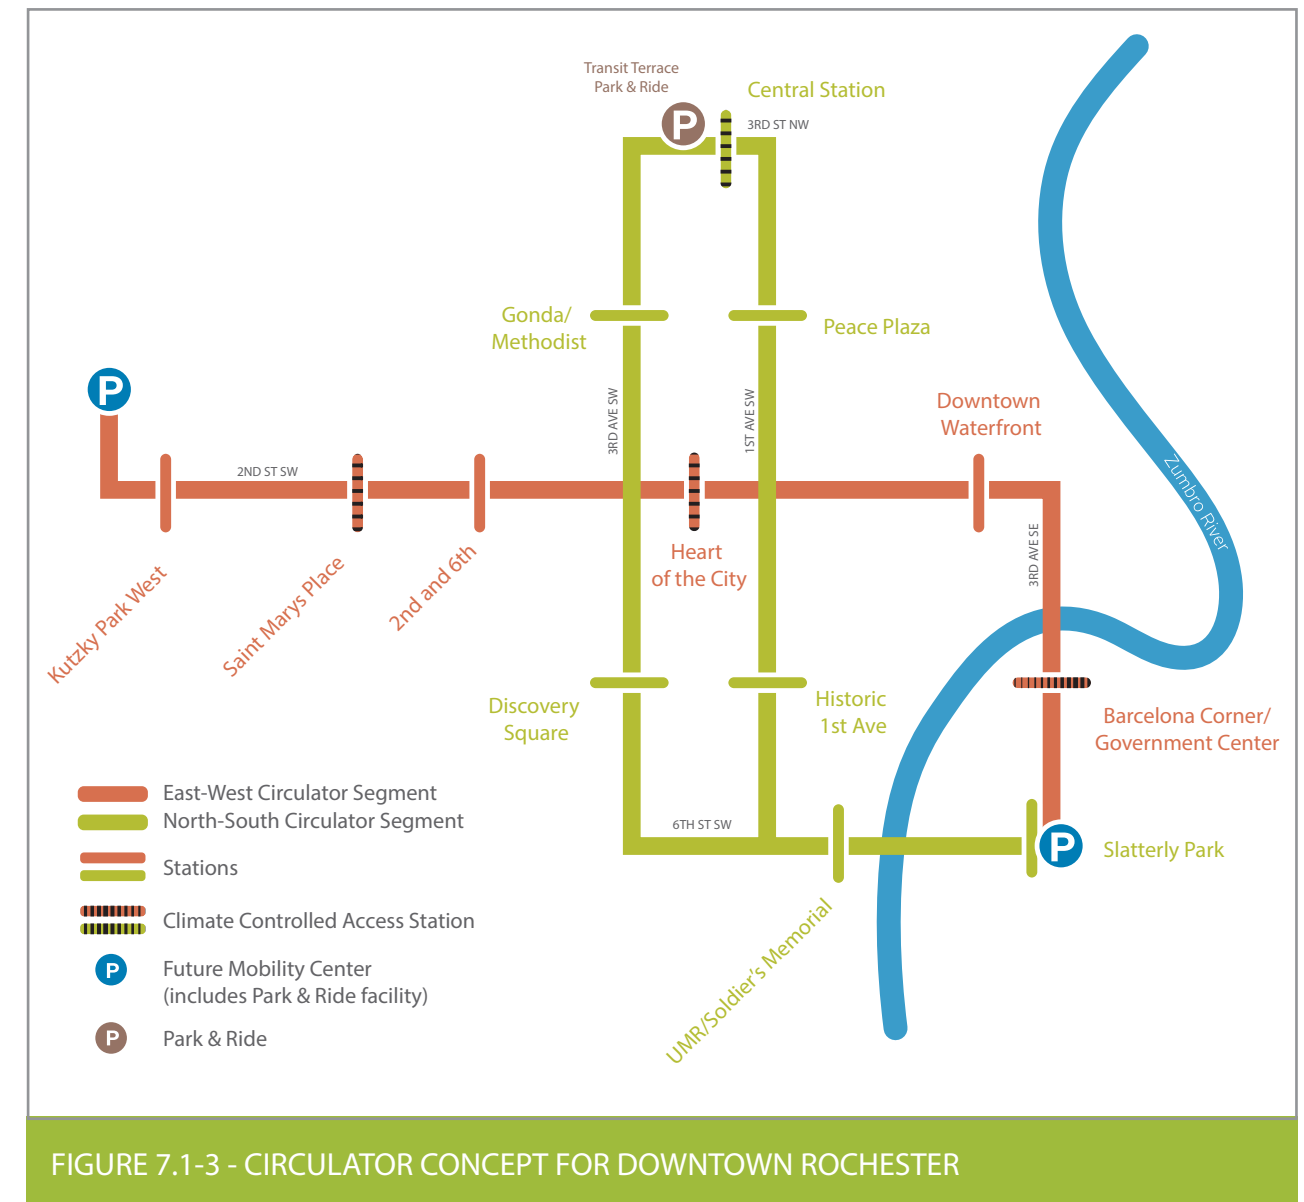 Transit Terrace
Park & Ride
P
Central Station
3RD ST NW
Gonda/
Methodist
Peace Plaza
P
3RD AVE SW
1ST AVE SW
Downtown
Waterfront
2ND ST SW
Zumbro River
3RD AVE SE
Kutzky Park West
Saint Marys Place
2nd and 6th
Heart
of the City
Discovery
Square
Historic
1st Ave
Barcelona Corner/
Government Center
6TH ST SW
P
Slatterly Park
UMR/Soldier's Memorial
East-West Circulator Segment
North-South Circulator Segment
Stations
Climate Controlled Access Station
P
Future Mobility Center
(includes Park & Ride facility)
P
Park & Ride
FIGURE 7.1-3 - CIRCULATOR CONCEPT FOR DOWNTOWN ROCHESTER